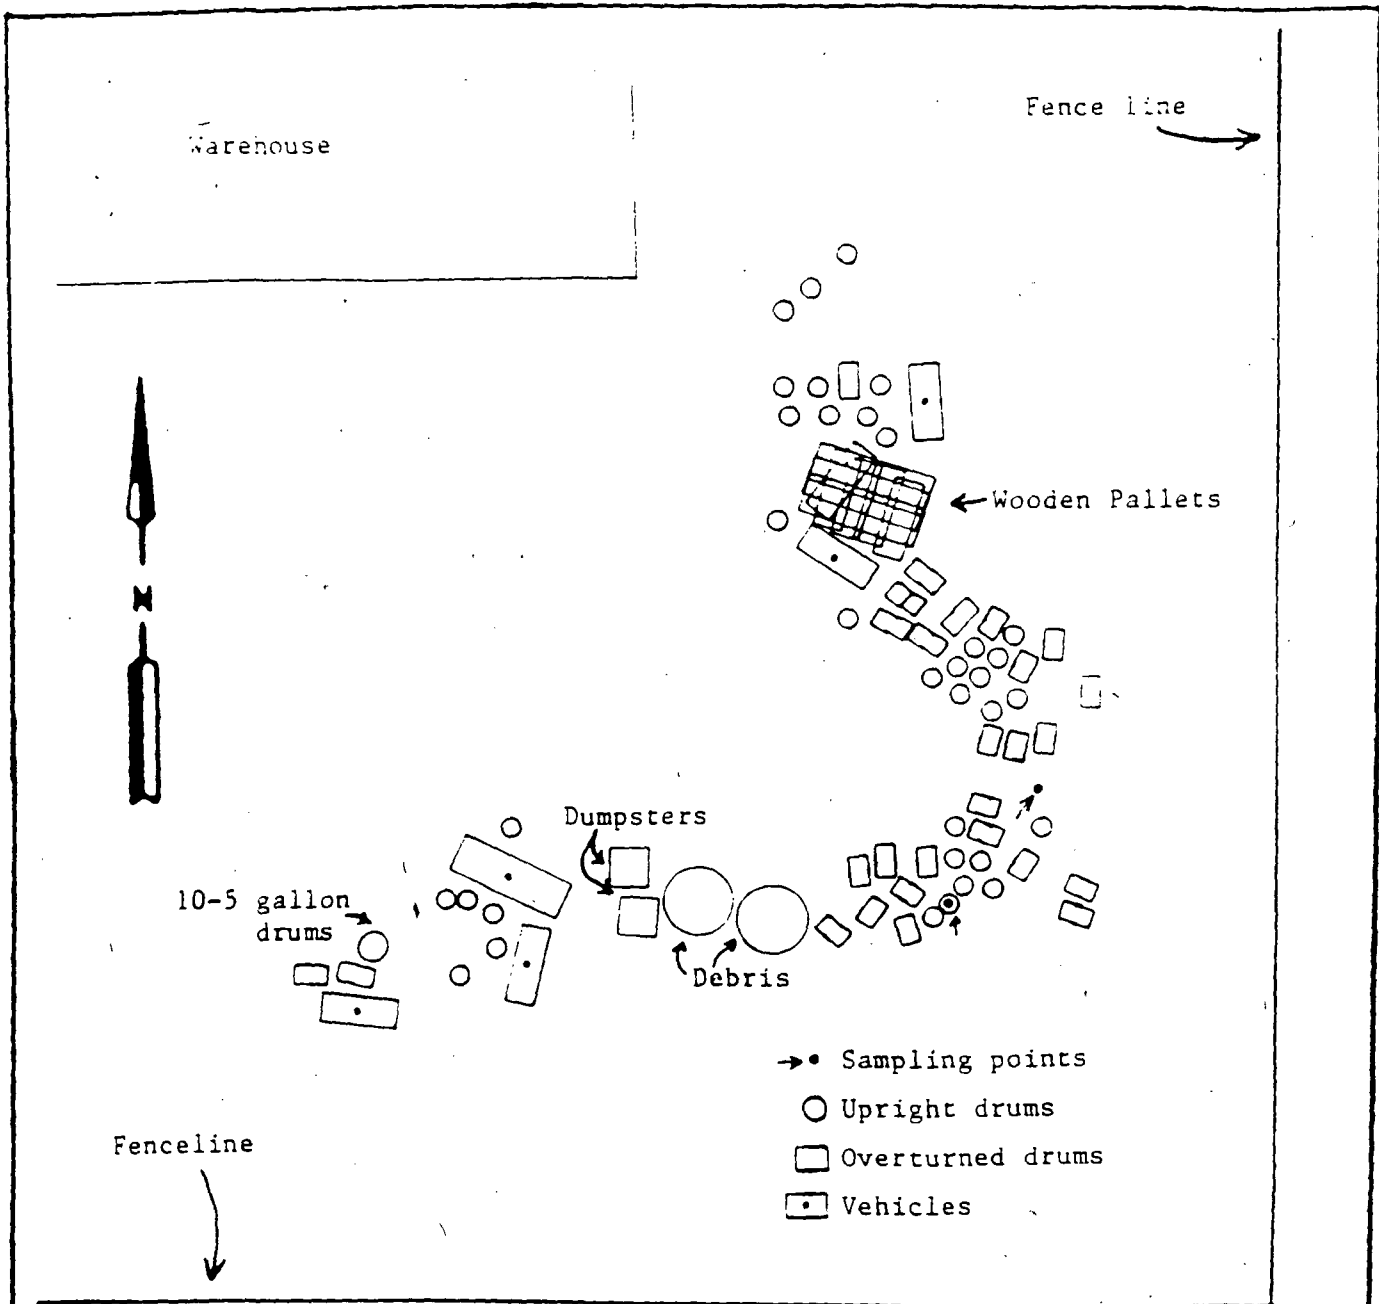 Fence line
Warehouse
Wooden Pallets
Dumpsters
10-5 gallon
drums
Debris
Sampling points
Upright drums
Overturned drums
Vehicles
Fenceline